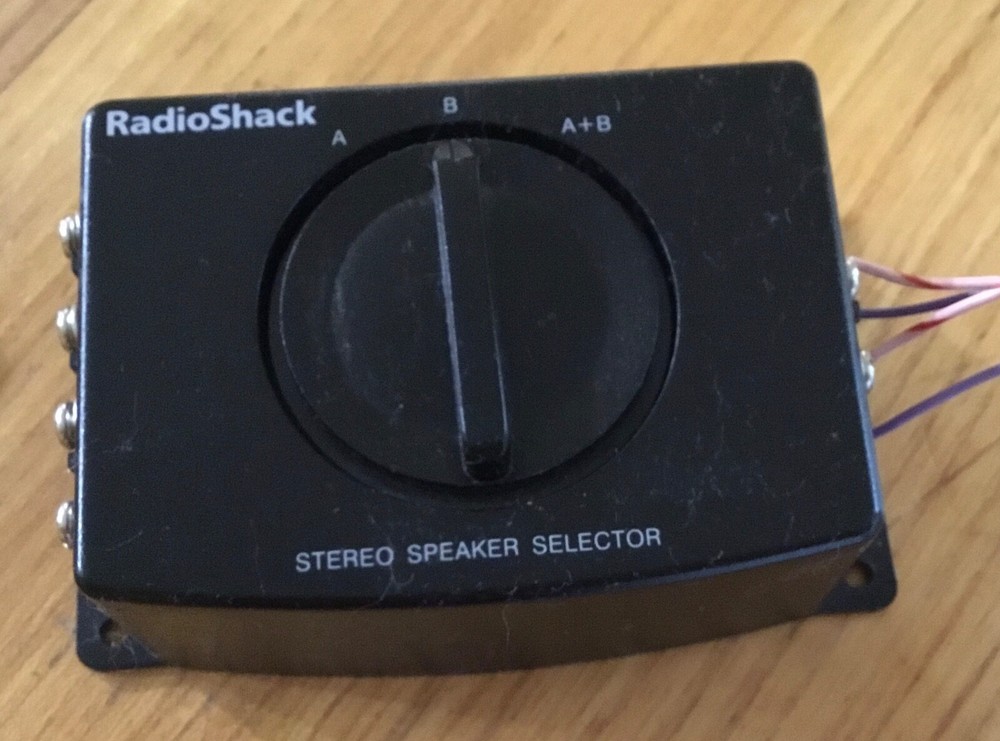 RadioShack
A B A+B
STEREO SPEAKER SELECTOR